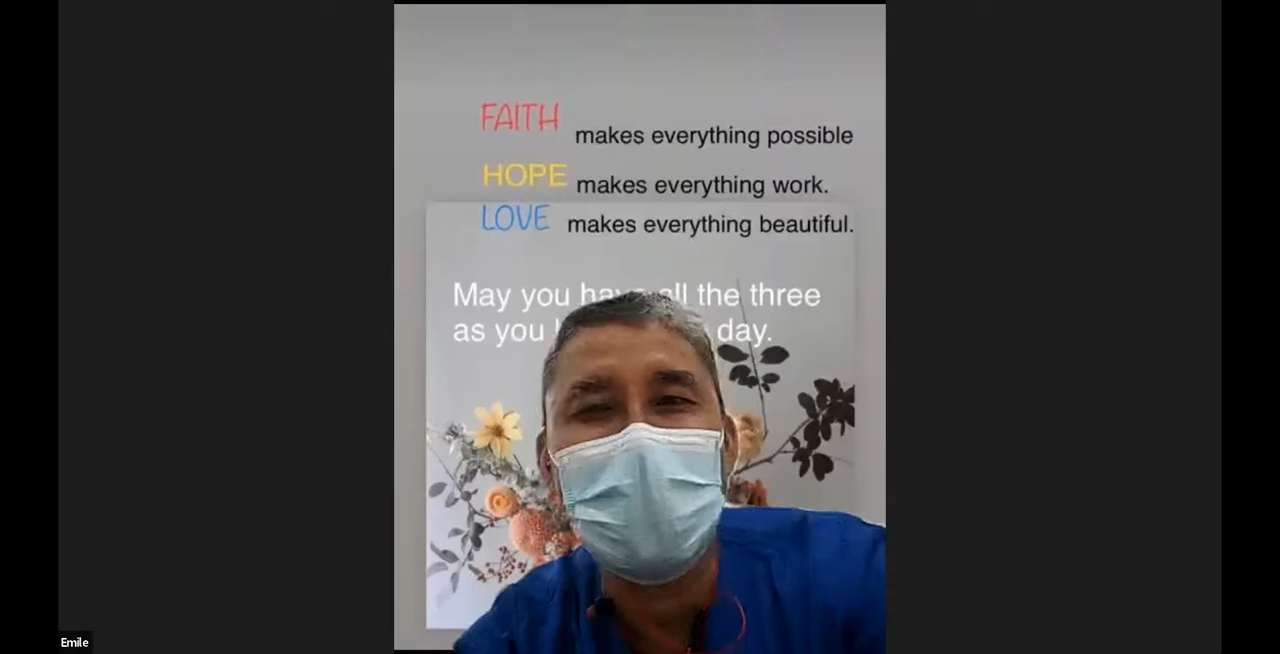 FAITH makes everything possible
HOPE makes everything work.
LOVE makes everything beautiful.
May you have all the three
as you day.
Emile